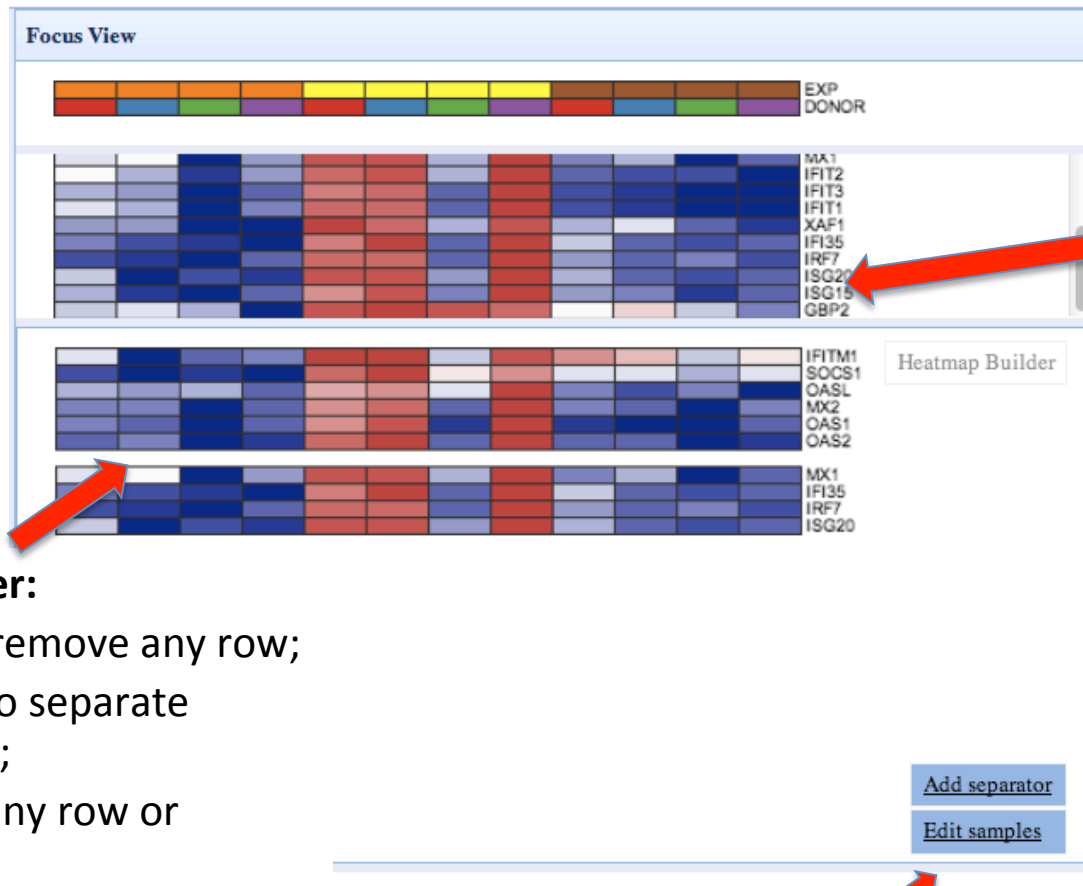 Focus View
EXP
DONOR
MX1
IFIT2
IFIT3
IFIT1
XAF1
IFI35
IRF7
ISG20
ISG15
GBP2
IFITM1
SOCS1
OASL
MX2
OAS1
OAS2
Heatmap Builder
MX1
IFI35
IRF7
ISG20
er:
remove any row;
o separate
;
ny row or
Add separator
Edit samples